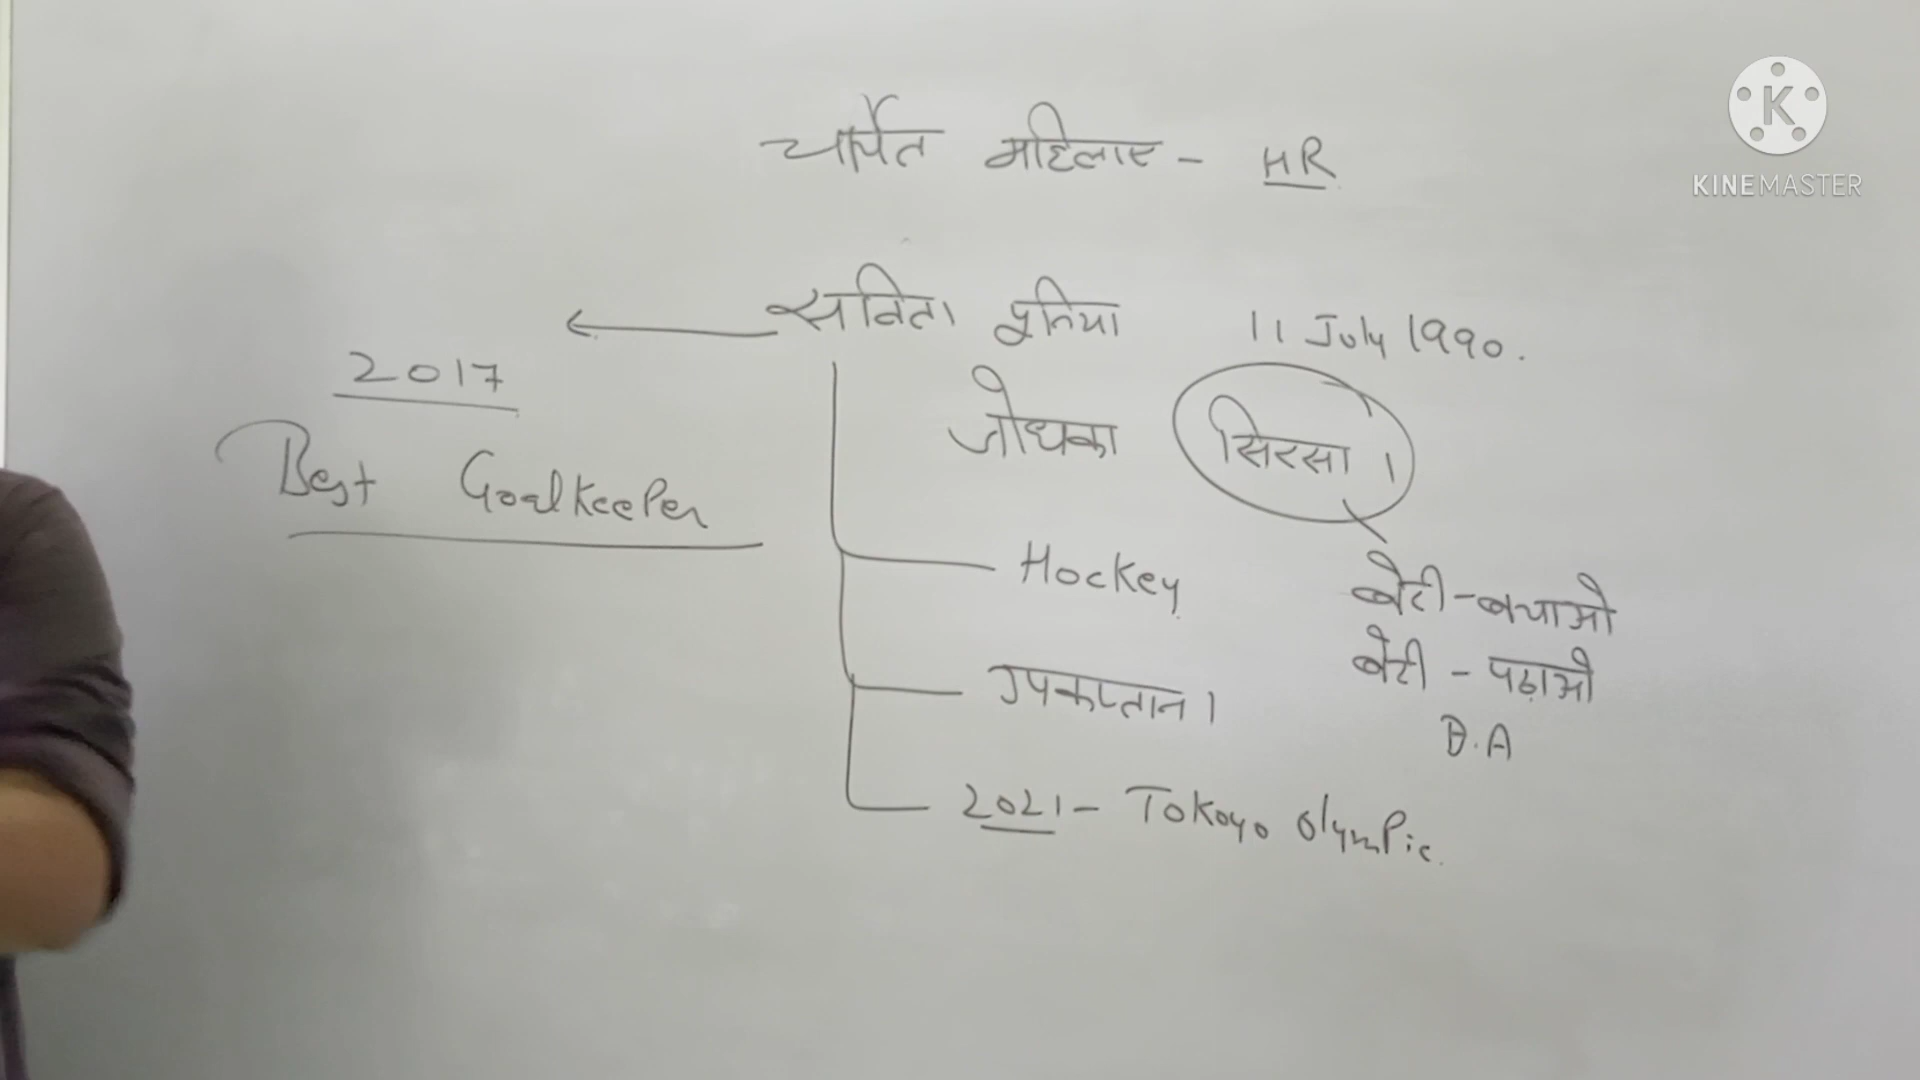 चर्चित महिलाए - HR
KINEMASTER
सविता पुनिया 11 July 1990.
2017
जोधका सिरसा।
Best Goalkeeper
Hockey
बेटी-बचाओ
बेटी - पढ़ाओ
उपकप्तान।
B.A
2021- Tokoyo Olympic.